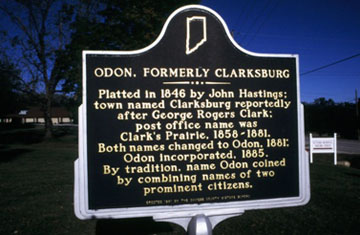 ODON, FORMERLY CLARKSBURG
Platted in 1846 by John Hastings;
town named Clarksburg reportedly
after George Rogers Clark;
post office name was
Clark's Prairie, 1858-1881.
Both names changed to Odon, 1881;
Odon incorporated, 1885.
By tradition, name Odon coined
by combining names of two
prominent citizens.